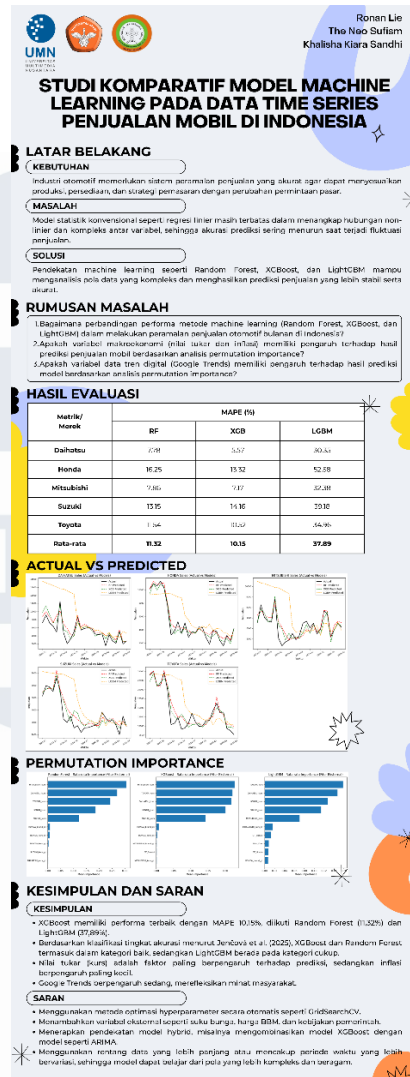 Ronan Lie
The Neo Sufism
Khalisha Kiara Sandhi
UMN
UNIVERSITAS
MULTIMEDIA
NUSANTARA
STUDI KOMPARATIF MODEL MACHINE
LEARNING PADA DATA TIME SERIES
PENJUALAN MOBIL DI INDONESIA
LATAR BELAKANG
KEBUTUHAN
Industri otomotif memerlukan sistem peramalan penjualan yang akurat agar dapat menyesuaikan
produksi, persediaan, dan strategi pemasaran dengan perubahan permintaan pasar.
MASALAH
Model statistik konvensional seperti regresi linier masih terbatas dalam menangkap hubungan non-
linier dan kompleks antar variabel, sehingga akurasi prediksi sering menurun saat terjadi fluktuasi
penjualan.
SOLUSI
Pendekatan machine learning seperti Random Forest, XGBoost, dan LightGBM mampu
menganalisis pola data yang kompleks dan menghasilkan prediksi penjualan yang lebih stabil serta
akurat.
RUMUSAN MASALAH
1.Bagaimana perbandingan performa metode machine learning (Random Forest, XGBoost, dan
LightGBM) dalam melakukan peramalan penjualan otomotif bulanan di Indonesia?
2.Apakah variabel makroekonomi (nilai tukar dan inflasi) memiliki pengaruh terhadap hasil
prediksi penjualan mobil berdasarkan analisis permutation importance?
3.Apakah variabel data tren digital (Google Trends) memiliki pengaruh terhadap hasil prediksi
model berdasarkan analisis permutation importance?
HASIL EVALUASI
Metrik/
Merek
MAPE (%)
RF XGB LGBM
Daihatsu
Honda 16.25 13.32 52.58
Mitsubishi 7.86 7.17 32.38
Suzuki 13.15 14.16 39.18
Toyota 10.52 34.96
Rata-rata 11.32 10.15 37.89
ACTUAL VS PREDICTED
PERMUTATION IMPORTANCE
KESIMPULAN DAN SARAN
KESIMPULAN
• XGBoost memiliki performa terbaik dengan MAPE 10,15%, diikuti Random Forest (11,32%) dan
LightGBM (37,89%).
• Berdasarkan klasifikasi tingkat akurasi menurut Jenčová et al. (2025), XGBoost dan Random Forest
termasuk dalam kategori baik, sedangkan LightGBM berada pada kategori cukup.
• Nilai tukar (kurs) adalah faktor paling berpengaruh terhadap prediksi, sedangkan inflasi
berpengaruh paling kecil.
• Google Trends berpengaruh sedang, merefleksikan minat masyarakat.
SARAN
• Menggunakan metode optimasi hyperparameter secara otomatis seperti GridSearchCV.
• Menambahkan variabel eksternal seperti suku bunga, harga BBM, dan kebijakan pemerintah.
• Menerapkan pendekatan model hybrid, misalnya mengombinasikan model XGBoost dengan
model seperti ARIMA.
• Menggunakan rentang data yang lebih panjang atau mencakup periode waktu yang lebih
bervariasi, sehingga model dapat belajar dari pola yang lebih kompleks dan beragam.